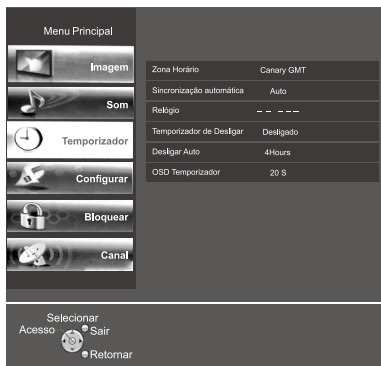 Menu Principal
Imagem
Som
Temporizador
Configurar
Bloquear
Canal
Zona Horário Canary GMT
Sincronização automática Auto
Relógio -- ---
Temporizador de Desligar Desligado
Desligar Auto 4Hours
OSD Temporizador 20 S
Selecionar
Acesso Sair
Retornar